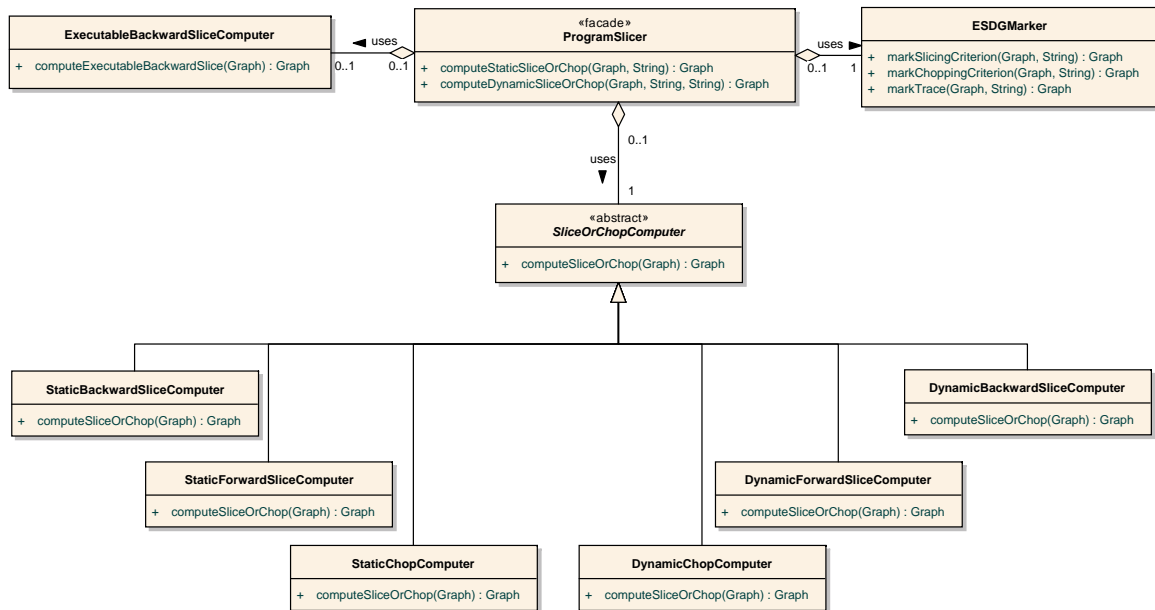 ExecutableBackwardSliceComputer
+ computeExecutableBackwardSlice(Graph) : Graph
uses
0..1
0..1
«facade»
ProgramSlicer
+ computeStaticSliceOrChop(Graph, String) : Graph
+ computeDynamicSliceOrChop(Graph, String, String) : Graph
uses
0..1
1
ESDGMarker
+ markSlicingCriterion(Graph, String) : Graph
+ markChoppingCriterion(Graph, String) : Graph
+ markTrace(Graph, String) : Graph
0..1
uses
1
«abstract»
SliceOrChopComputer
+ computeSliceOrChop(Graph) : Graph
StaticBackwardSliceComputer
+ computeSliceOrChop(Graph) : Graph
DynamicBackwardSliceComputer
+ computeSliceOrChop(Graph) : Graph
StaticForwardSliceComputer
+ computeSliceOrChop(Graph) : Graph
DynamicForwardSliceComputer
+ computeSliceOrChop(Graph) : Graph
StaticChopComputer
+ computeSliceOrChop(Graph) : Graph
DynamicChopComputer
+ computeSliceOrChop(Graph) : Graph